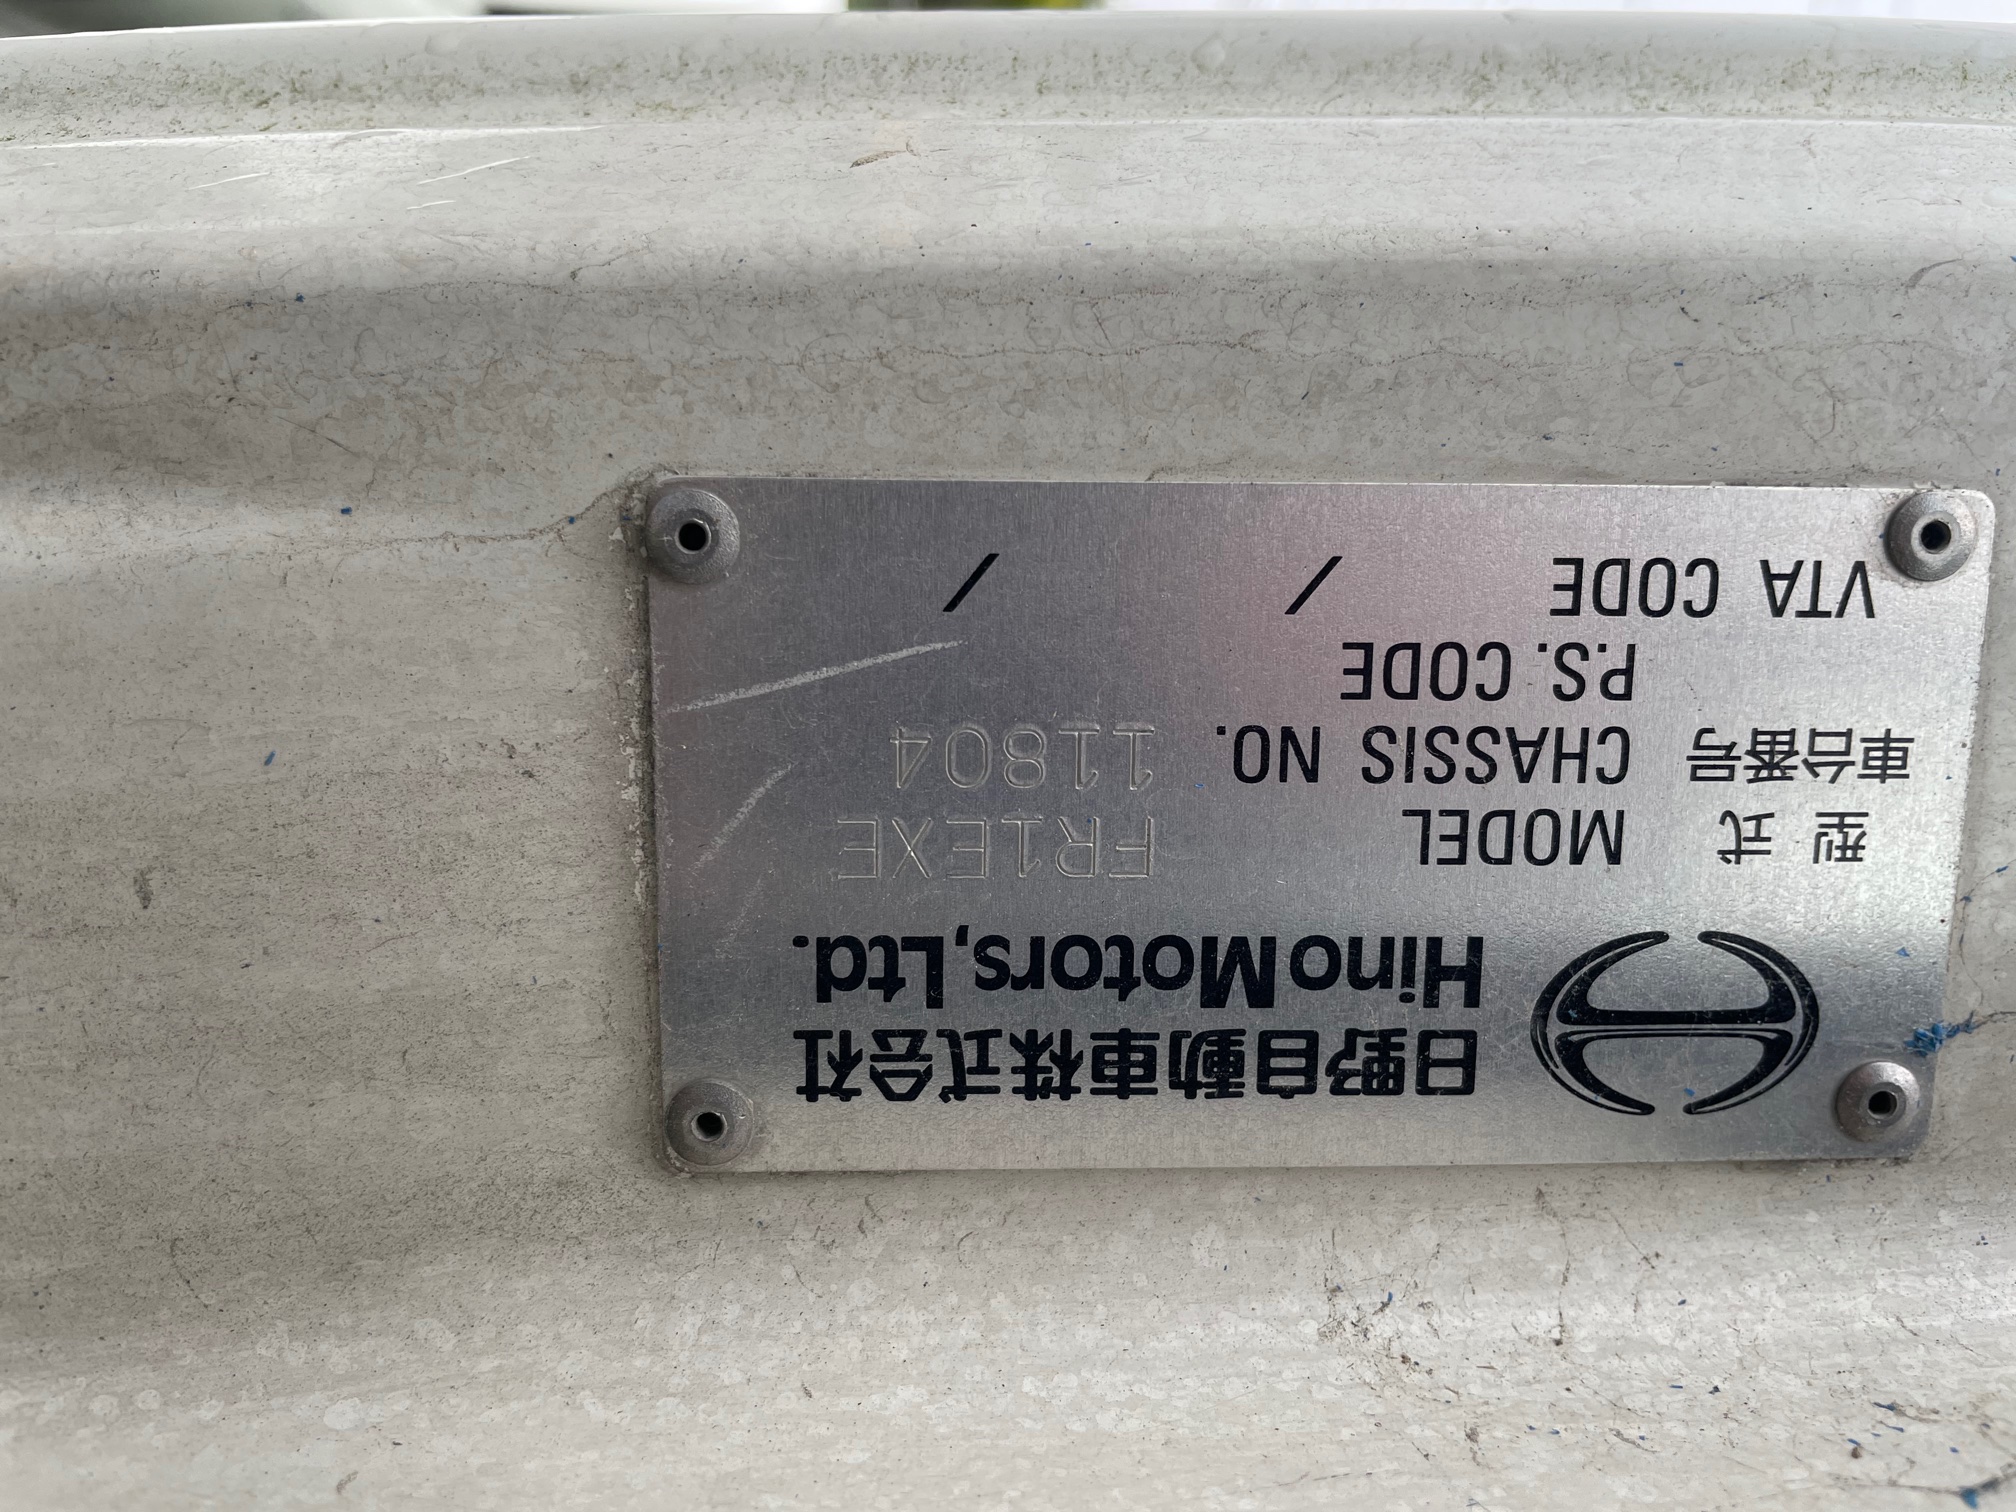 日野自動車株式会社
Hino Motors, Ltd.
型式 MODEL FR1EXE
車台番号 CHASSIS NO. 11804
P.S. CODE
VTA CODE / /